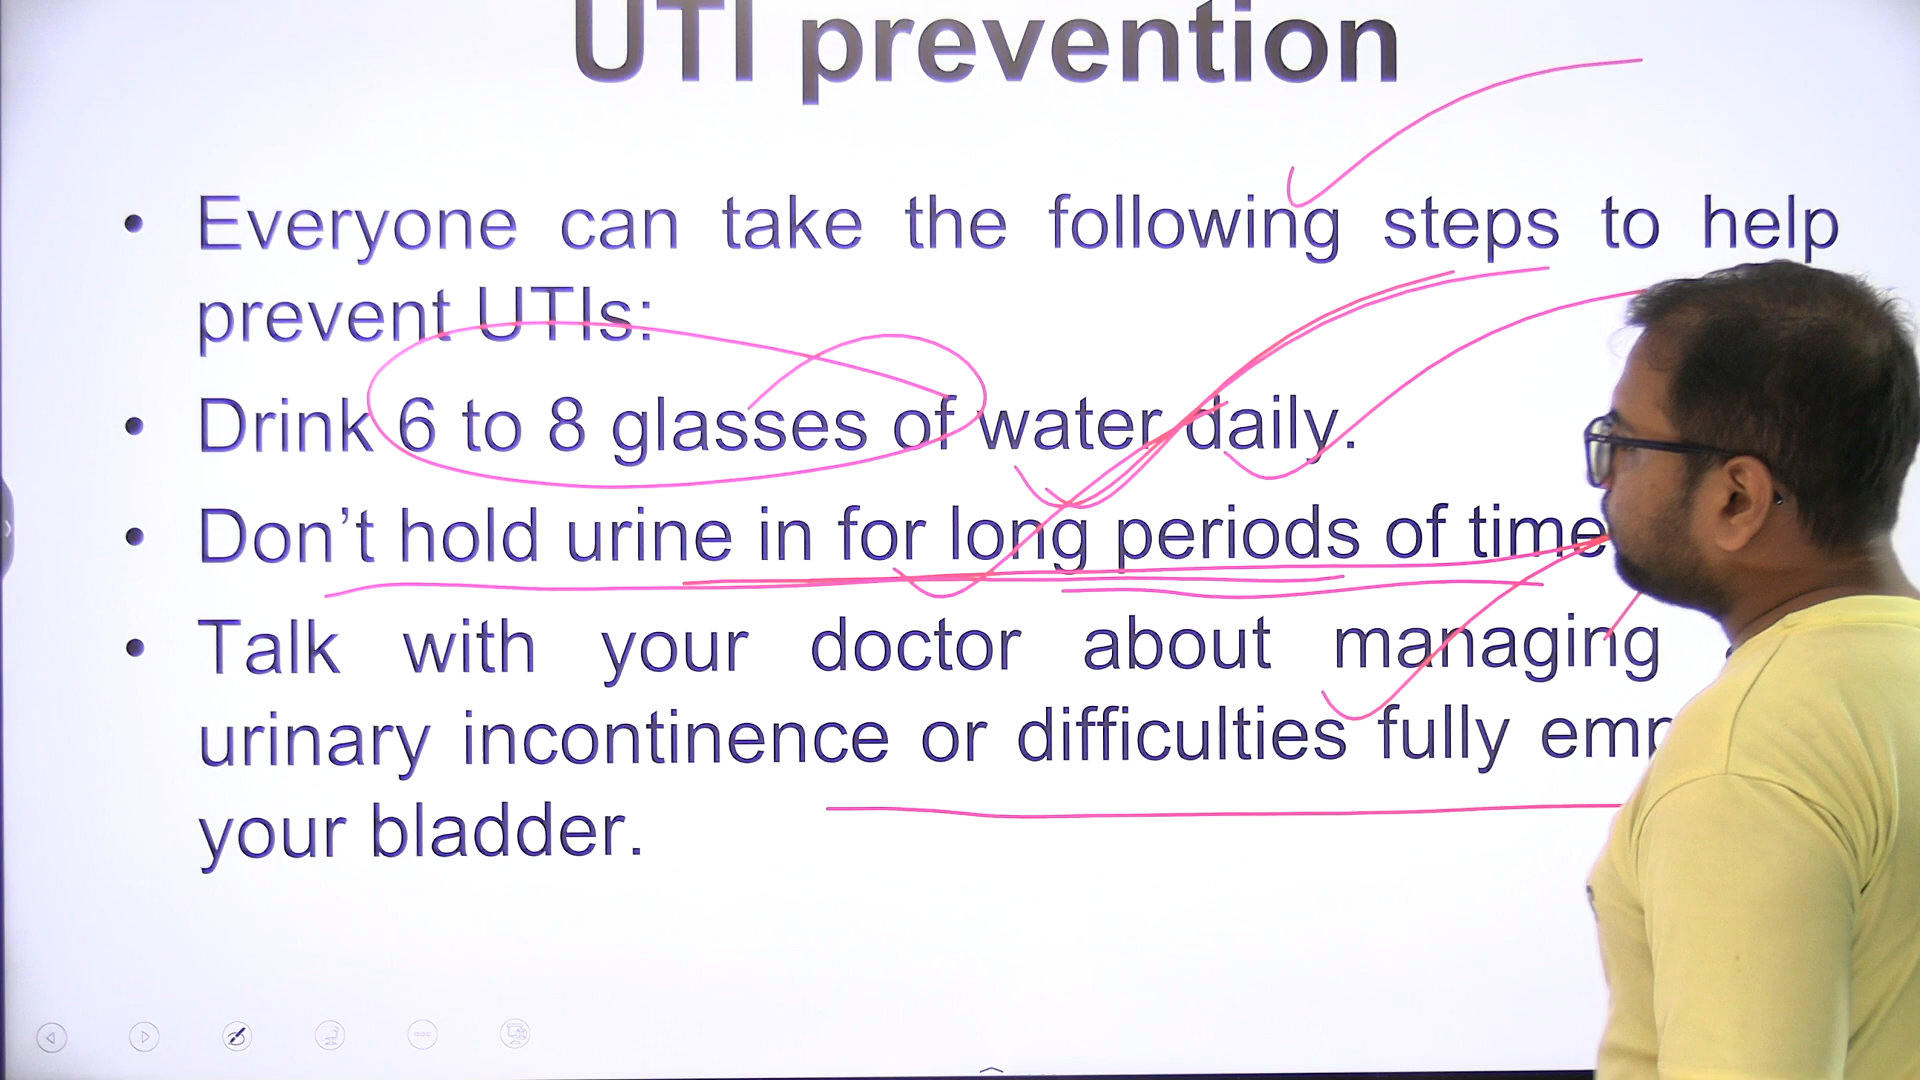 UTI prevention
• Everyone can take the following steps to help
prevent UTIs:
• Drink 6 to 8 glasses of water daily.
• Don’t hold urine in for long periods of time
• Talk with your doctor about managing
urinary incontinence or difficulties fully
your bladder.